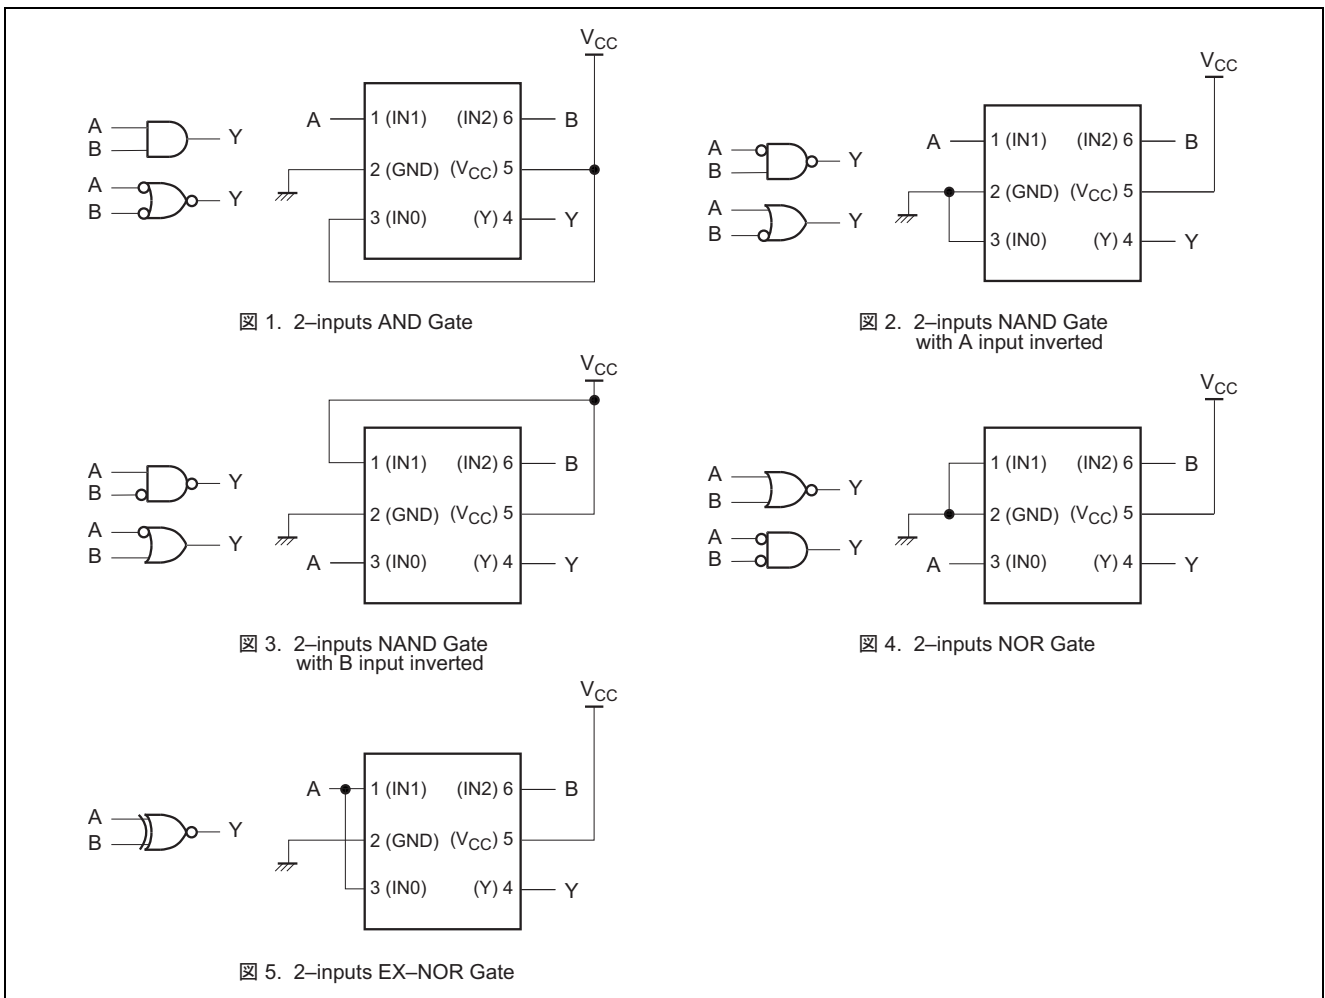 VCC
A
B
Y
A
B
Y
A
1 (IN1)
(IN2) 6
B
2 (GND)
(VCC) 5
3 (IN0)
(Y) 4
Y
図 1. 2–inputs AND Gate
VCC
A
B
Y
A
B
Y
A
1 (IN1)
(IN2) 6
B
2 (GND)
(VCC) 5
3 (IN0)
(Y) 4
Y
図 2. 2–inputs NAND Gate
with A input inverted
VCC
A
B
Y
A
B
Y
1 (IN1)
(IN2) 6
B
2 (GND)
(VCC) 5
A
3 (IN0)
(Y) 4
Y
図 3. 2–inputs NAND Gate
with B input inverted
VCC
A
B
Y
A
B
Y
1 (IN1)
(IN2) 6
B
2 (GND)
(VCC) 5
A
3 (IN0)
(Y) 4
Y
図 4. 2–inputs NOR Gate
VCC
A
B
Y
A
1 (IN1)
(IN2) 6
B
2 (GND)
(VCC) 5
3 (IN0)
(Y) 4
Y
図 5. 2–inputs EX–NOR Gate